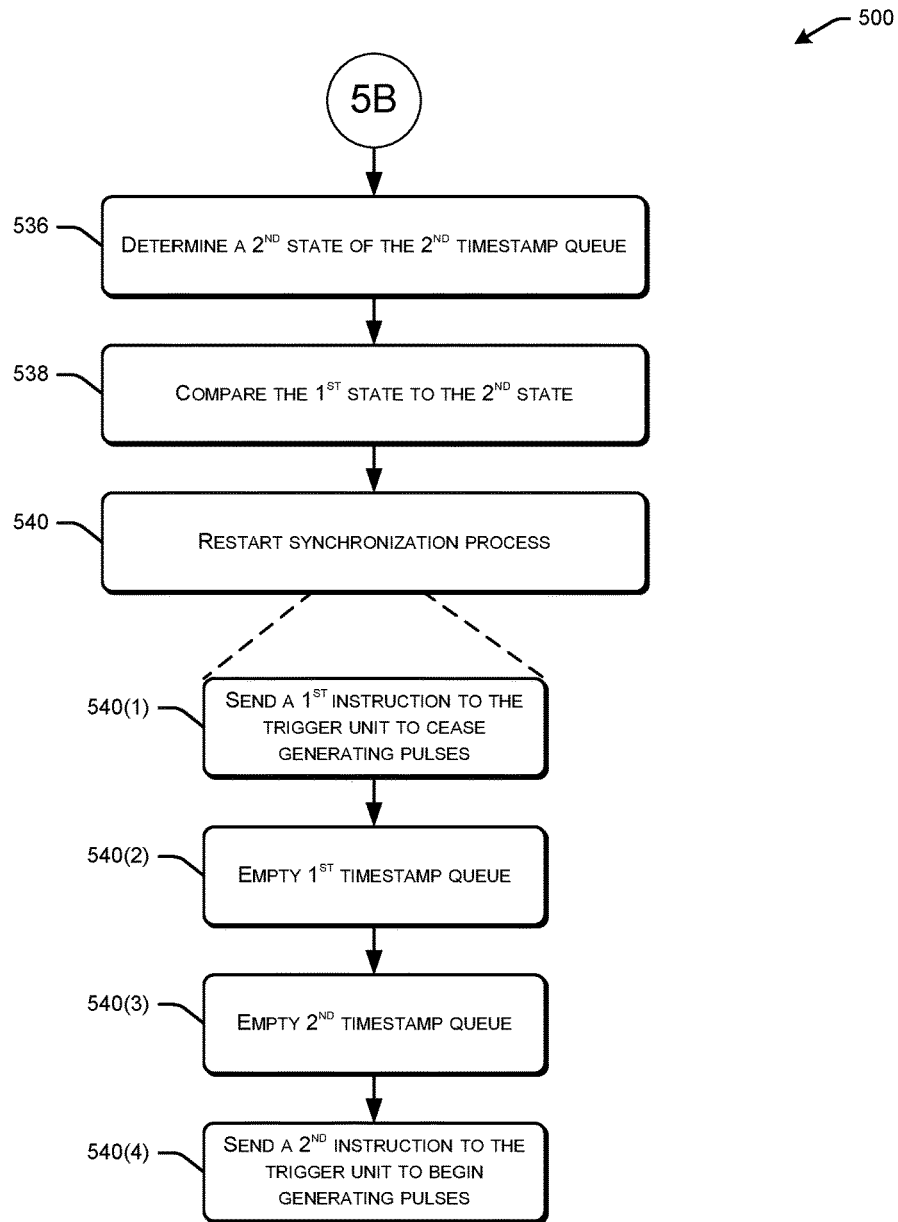 500
5B
536
DETERMINE A 2ND STATE OF THE 2ND TIMESTAMP QUEUE
538
COMPARE THE 1ST STATE TO THE 2ND STATE
540
RESTART SYNCHRONIZATION PROCESS
540(1)
SEND A 1ST INSTRUCTION TO THE
TRIGGER UNIT TO CEASE
GENERATING PULSES
540(2)
EMPTY 1ST TIMESTAMP QUEUE
540(3)
EMPTY 2ND TIMESTAMP QUEUE
540(4)
SEND A 2ND INSTRUCTION TO THE
TRIGGER UNIT TO BEGIN
GENERATING PULSES